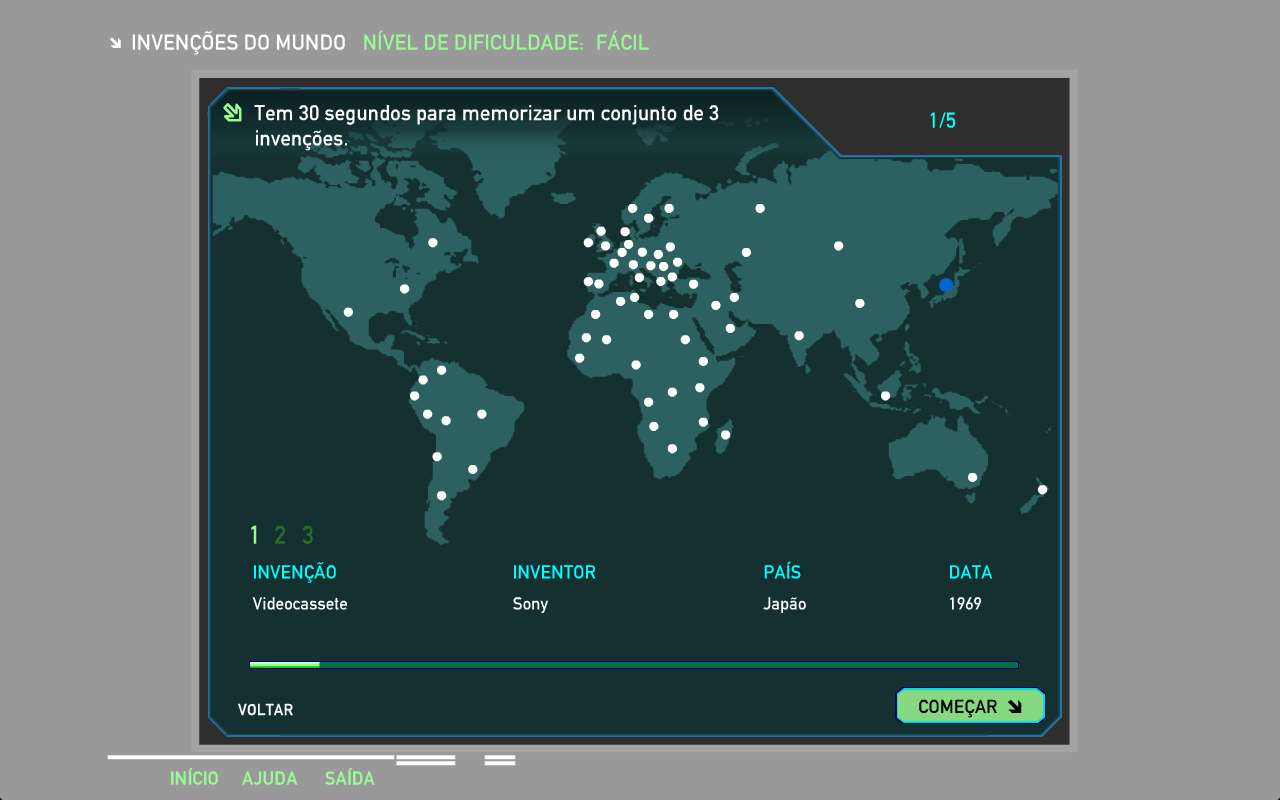 INVENÇÕES DO MUNDO NÍVEL DE DIFICULDADE: FÁCIL
Tem 30 segundos para memorizar um conjunto de 3
invenções.
1/5
1 2 3
INVENÇÃO INVENTOR PAÍS DATA
Videocassete Sony Japão 1969
VOLTAR
COMEÇAR
INÍCIO AJUDA SAÍDA